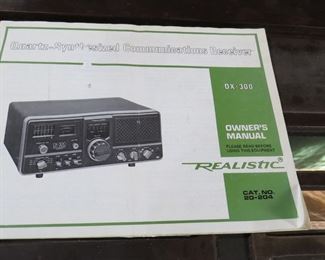 Quartz-Synthesized Communications Receiver
DX-300
OWNER'S
MANUAL
PLEASE READ BEFORE
USING THIS EQUIPMENT
REALISTIC®
CAT. NO.
20-204